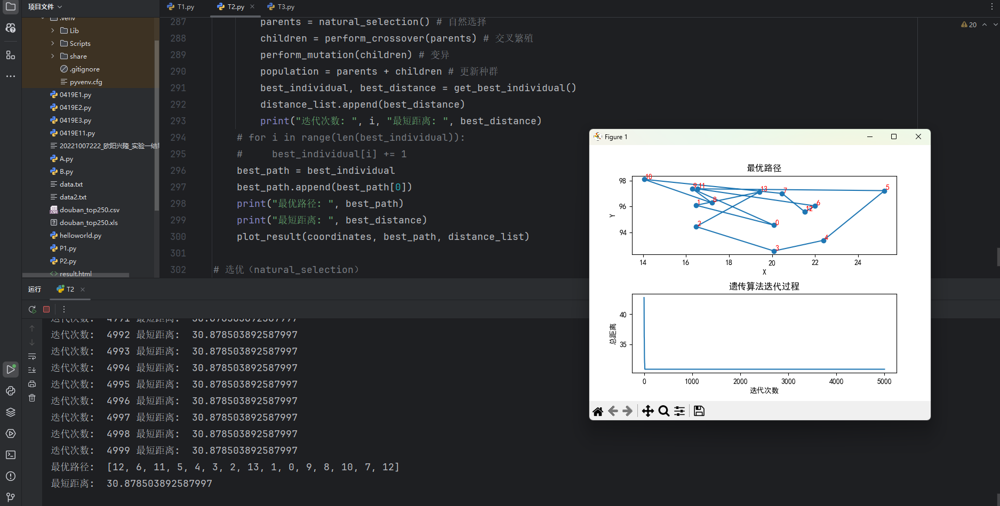 项目文件
T1.py
T2.py
T3.py
.venv
Lib
Scripts
share
.gitignore
pyvenv.cfg
0419E1.py
0419E2.py
0419E3.py
0419E11.py
20221007222_欧阳兴隆_实验一结
A.py
B.py
data.txt
data2.txt
douban_top250.csv
douban_top250.xls
helloworld.py
P1.py
P2.py
result.html
20
287 parents = natural_selection() # 自然选择
288 children = perform_crossover(parents) # 交叉繁殖
289 perform_mutation(children) # 变异
290 population = parents + children # 更新种群
291 best_individual, best_distance = get_best_individual()
292 distance_list.append(best_distance)
293 print("迭代次数: ", i, "最短距离: ", best_distance)
294 # for i in range(len(best_individual)):
295 #     best_individual[i] += 1
296 best_path = best_individual
297 best_path.append(best_path[0])
298 print("最优路径: ", best_path)
299 print("最短距离: ", best_distance)
300 plot_result(coordinates, best_path, distance_list)
301
302 # 选优（natural_selection）
运行
T2
迭代次数:  4991 最短距离:  30.878503892587997
迭代次数:  4992 最短距离:  30.878503892587997
迭代次数:  4993 最短距离:  30.878503892587997
迭代次数:  4994 最短距离:  30.878503892587997
迭代次数:  4995 最短距离:  30.878503892587997
迭代次数:  4996 最短距离:  30.878503892587997
迭代次数:  4997 最短距离:  30.878503892587997
迭代次数:  4998 最短距离:  30.878503892587997
迭代次数:  4999 最短距离:  30.878503892587997
最优路径:  [12, 6, 11, 5, 4, 3, 2, 13, 1, 0, 9, 8, 10, 7, 12]
最短距离:  30.878503892587997
Figure 1
最优路径
98
96
94
Y
10
9
11
13
7
5
1
8
6
12
2
0
4
3
14 16 18 20 22 24
X
遗传算法迭代过程
40
35
总距离
0 1000 2000 3000 4000 5000
迭代次数